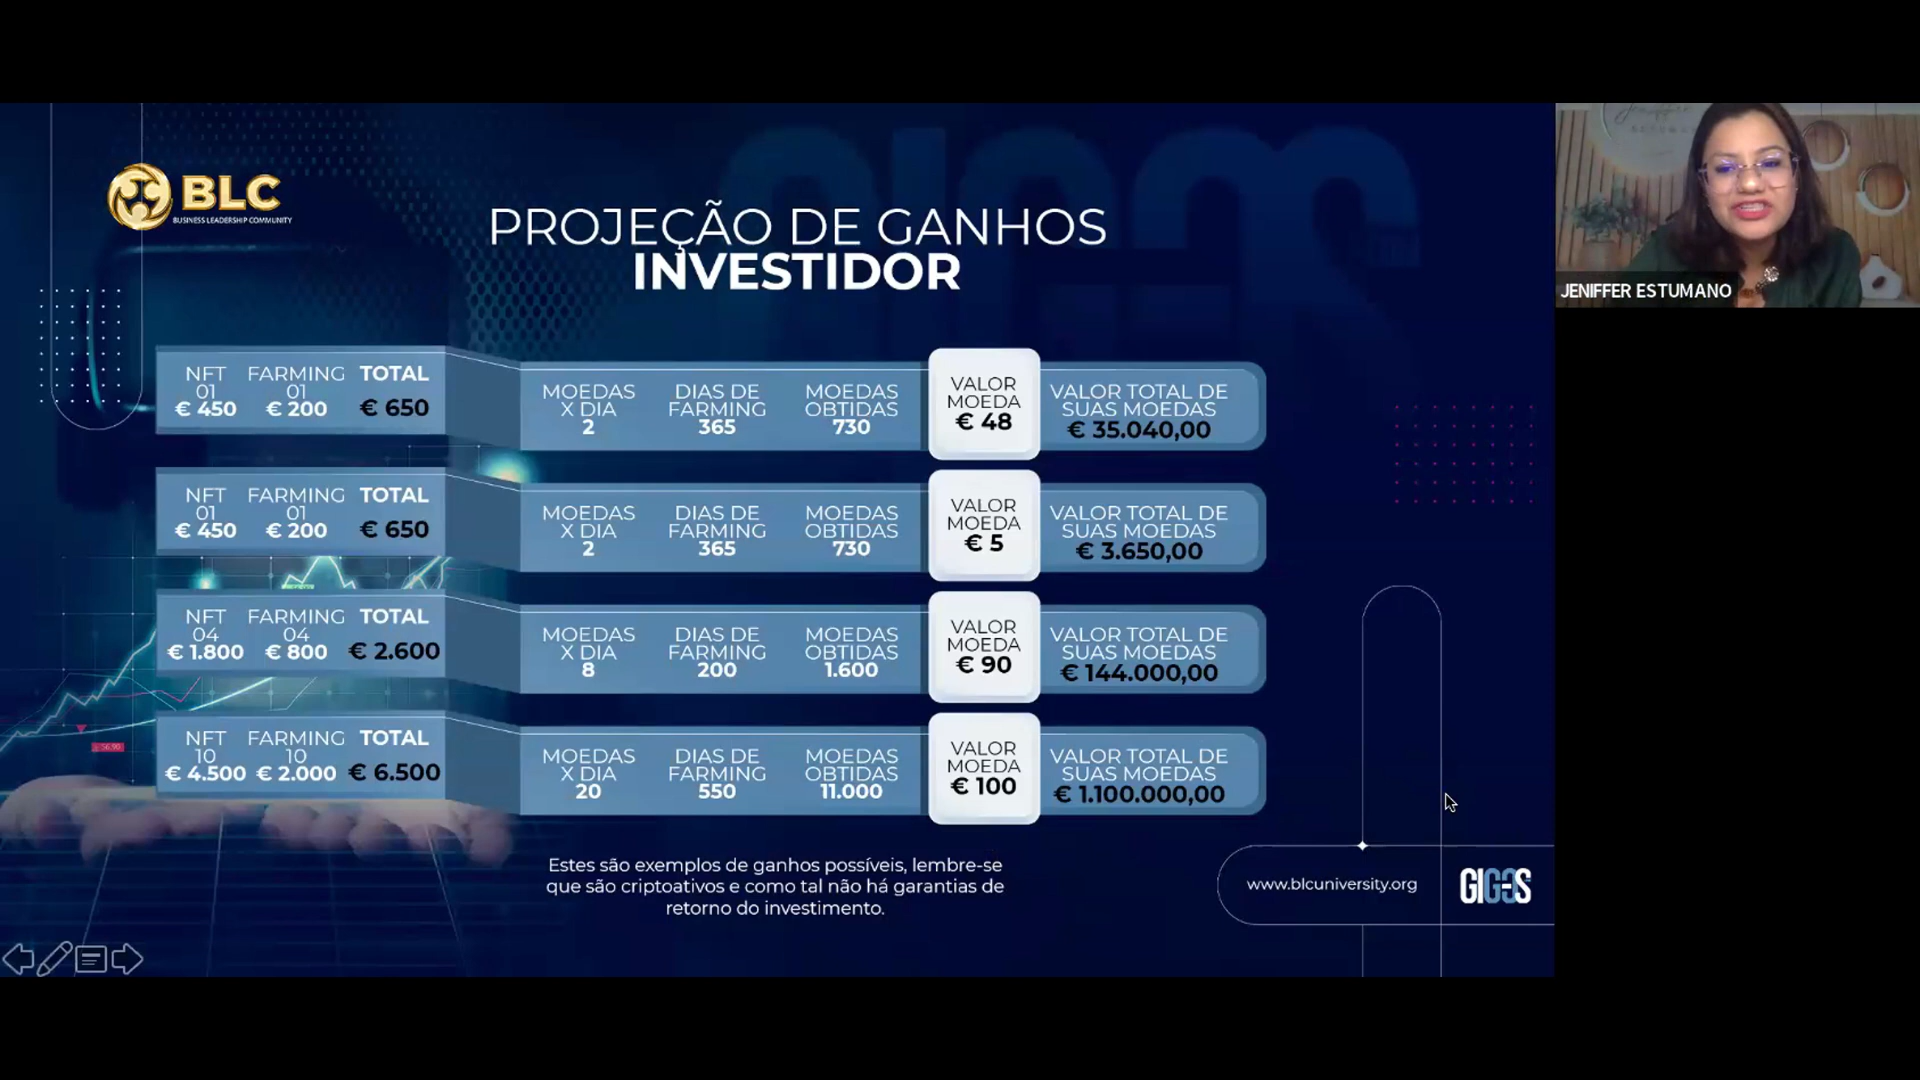 BLC
BUSINESS LEADERSHIP COMMUNITY
PROJEÇÃO DE GANHOS
INVESTIDOR
JENIFFER ESTUMANO
NFT FARMING TOTAL
01 01
€ 450 € 200 € 650
MOEDAS DIAS DE MOEDAS
X DIA FARMING OBTIDAS
2 365 730
VALOR
MOEDA
€ 48
VALOR TOTAL DE
SUAS MOEDAS
€ 35.040,00
NFT FARMING TOTAL
01 01
€ 450 € 200 € 650
MOEDAS DIAS DE MOEDAS
X DIA FARMING OBTIDAS
2 365 730
VALOR
MOEDA
€ 5
VALOR TOTAL DE
SUAS MOEDAS
€ 3.650,00
NFT FARMING TOTAL
04 04
€ 1.800 € 800 € 2.600
MOEDAS DIAS DE MOEDAS
X DIA FARMING OBTIDAS
8 200 1.600
VALOR
MOEDA
€ 90
VALOR TOTAL DE
SUAS MOEDAS
€ 144.000,00
NFT FARMING TOTAL
10 10
€ 4.500 € 2.000 € 6.500
MOEDAS DIAS DE MOEDAS
X DIA FARMING OBTIDAS
20 550 11.000
VALOR
MOEDA
€ 100
VALOR TOTAL DE
SUAS MOEDAS
€ 1.100.000,00
Estes são exemplos de ganhos possíveis, lembre-se
que são criptoativos e como tal não há garantias de
retorno do investimento.
www.blcuniversity.org